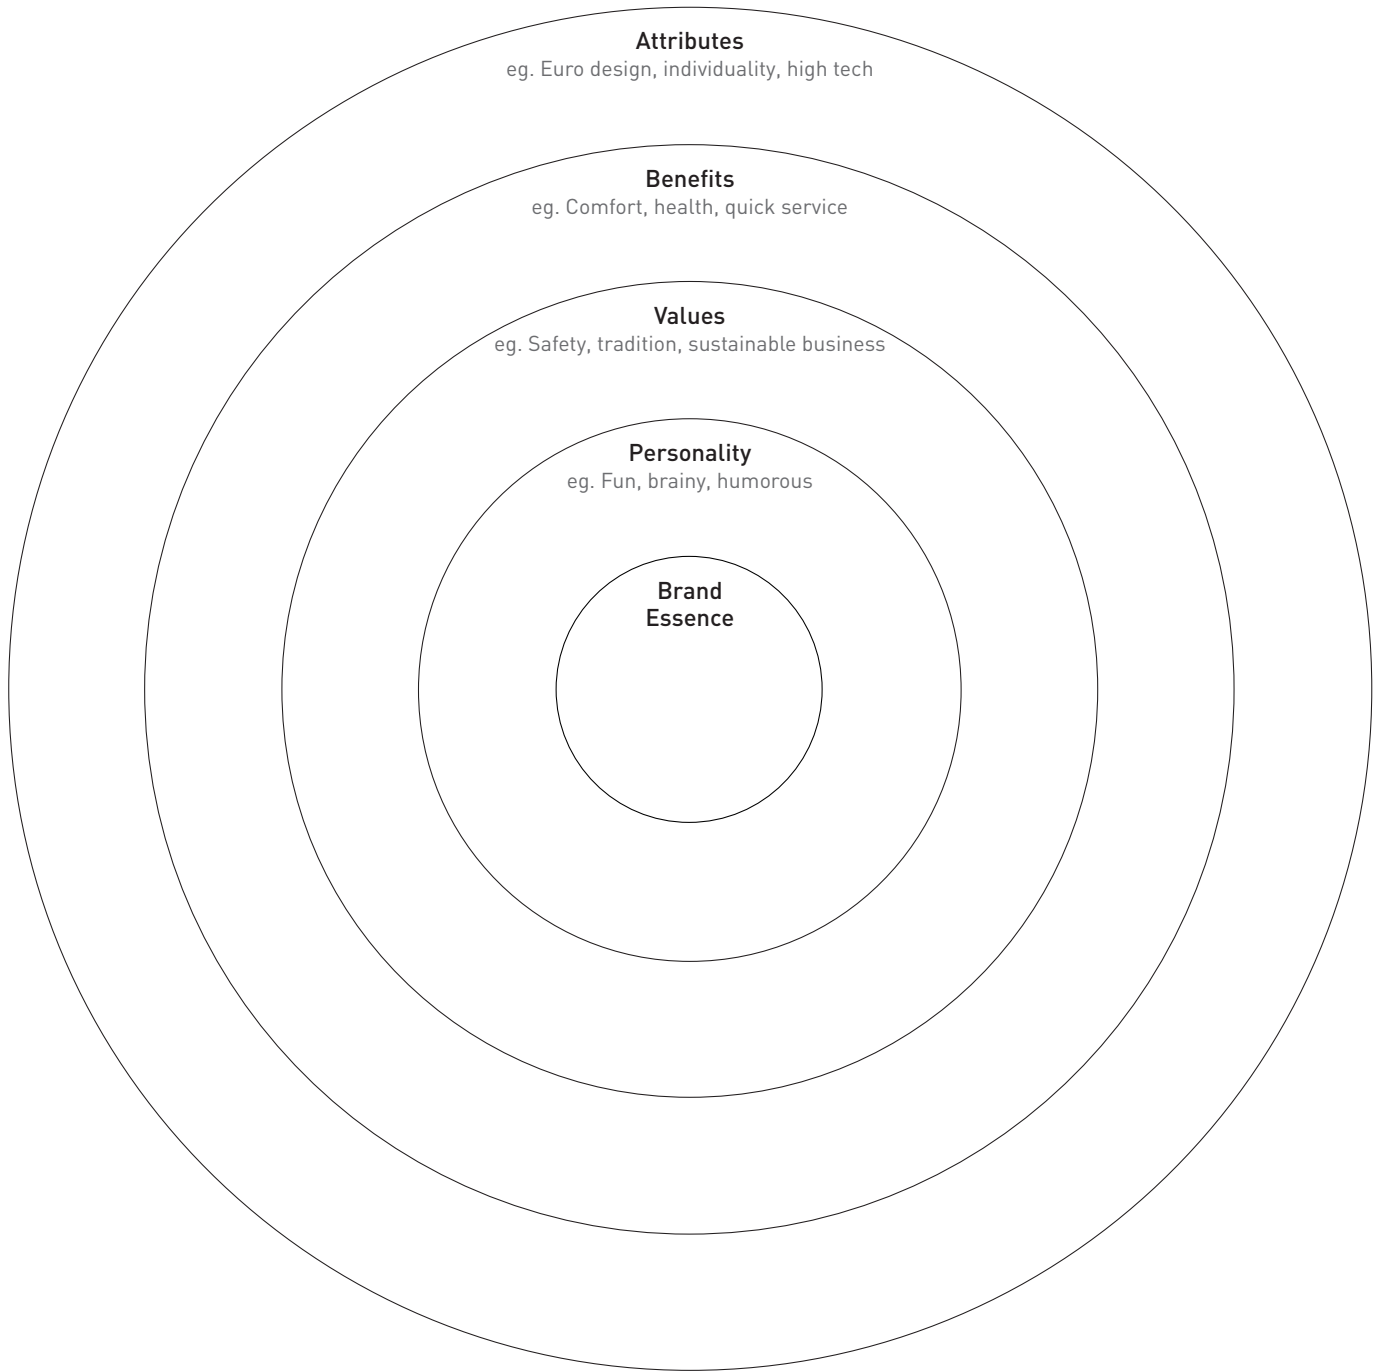 Attributes
eg. Euro design, individuality, high tech
Benefits
eg. Comfort, health, quick service
Values
eg. Safety, tradition, sustainable business
Personality
eg. Fun, brainy, humorous
Brand
Essence